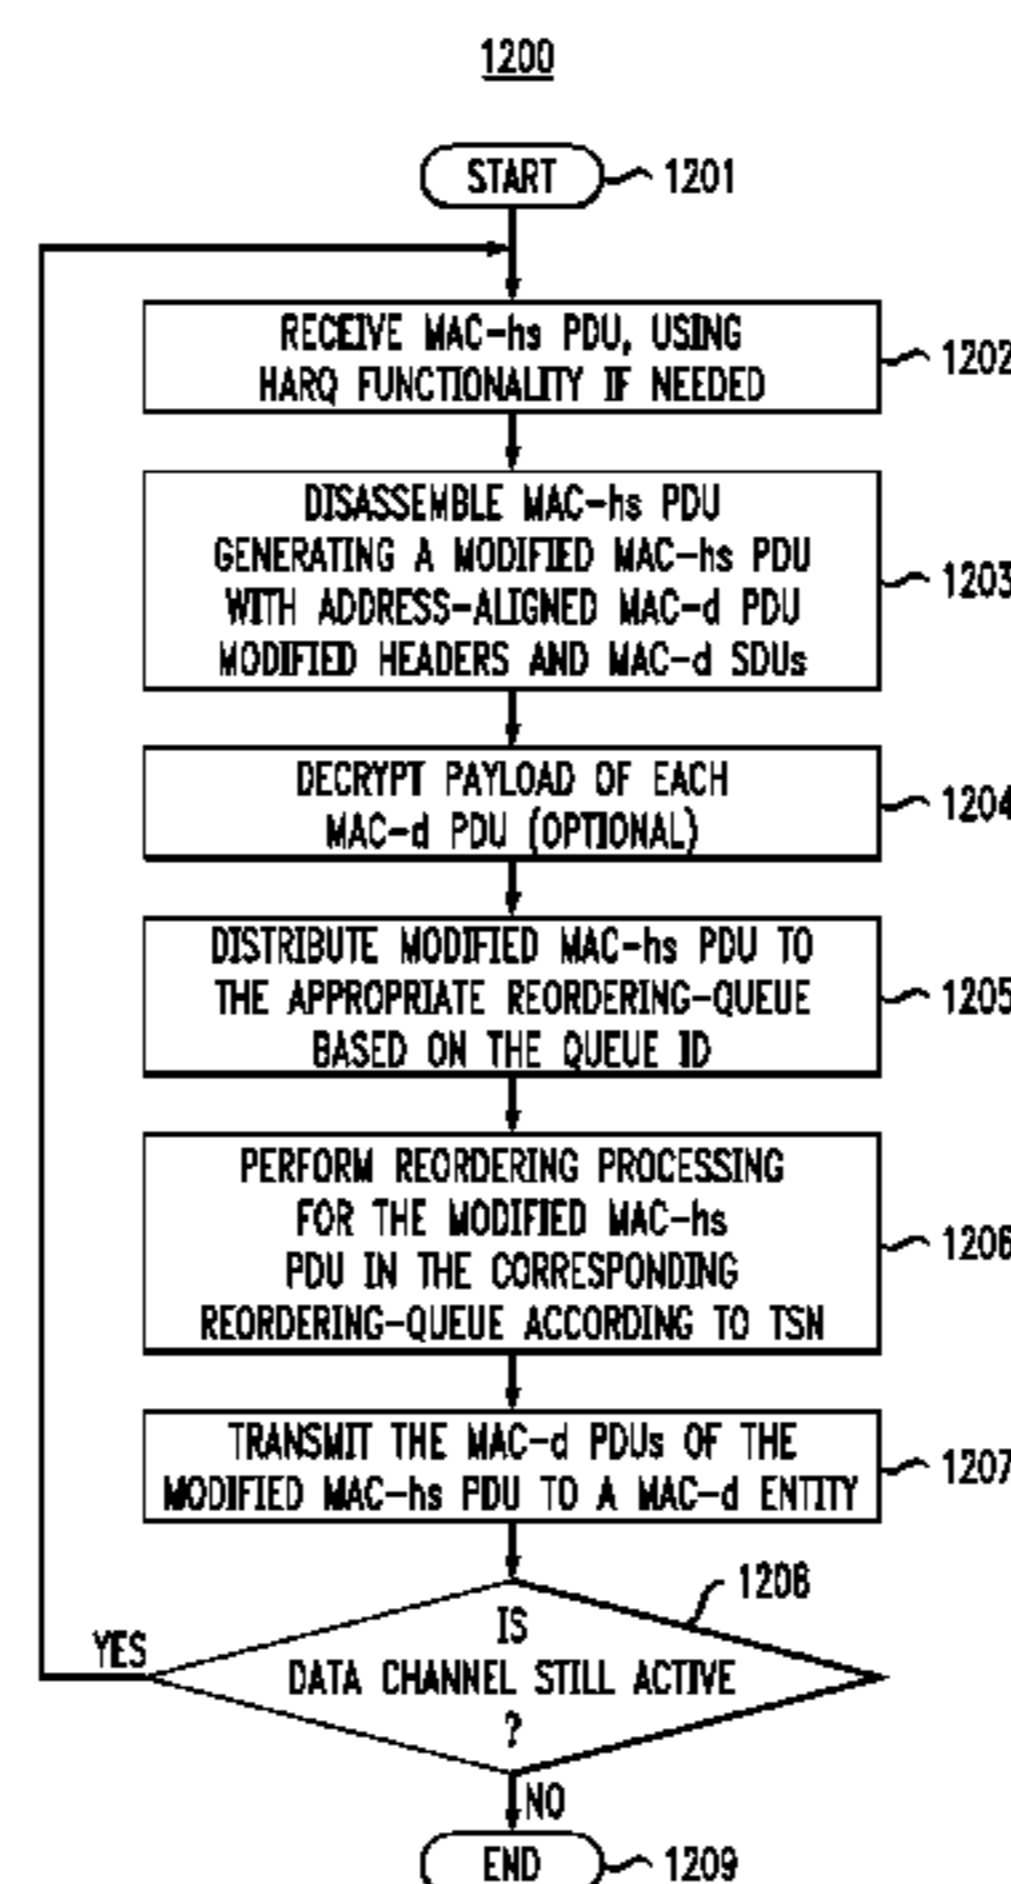 1200
START
1201
RECEIVE MAC-hs PDU, USING
HARQ FUNCTIONALITY IF NEEDED
1202
DISASSEMBLE MAC-hs PDU
GENERATING A MODIFIED MAC-hs PDU
WITH ADDRESS-ALIGNED MAC-d PDU
MODIFIED HEADERS AND MAC-d SDUs
1203
DECRYPT PAYLOAD OF EACH
MAC-d PDU (OPTIONAL)
1204
DISTRIBUTE MODIFIED MAC-hs PDU TO
THE APPROPRIATE REORDERING-QUEUE
BASED ON THE QUEUE ID
1205
PERFORM REORDERING PROCESSING
FOR THE MODIFIED MAC-hs
PDU IN THE CORRESPONDING
REORDERING-QUEUE ACCORDING TO TSN
1206
TRANSMIT THE MAC-d PDUs OF THE
MODIFIED MAC-hs PDU TO A MAC-d ENTITY
1207
1208
IS
DATA CHANNEL STILL ACTIVE
?
YES
NO
END
1209